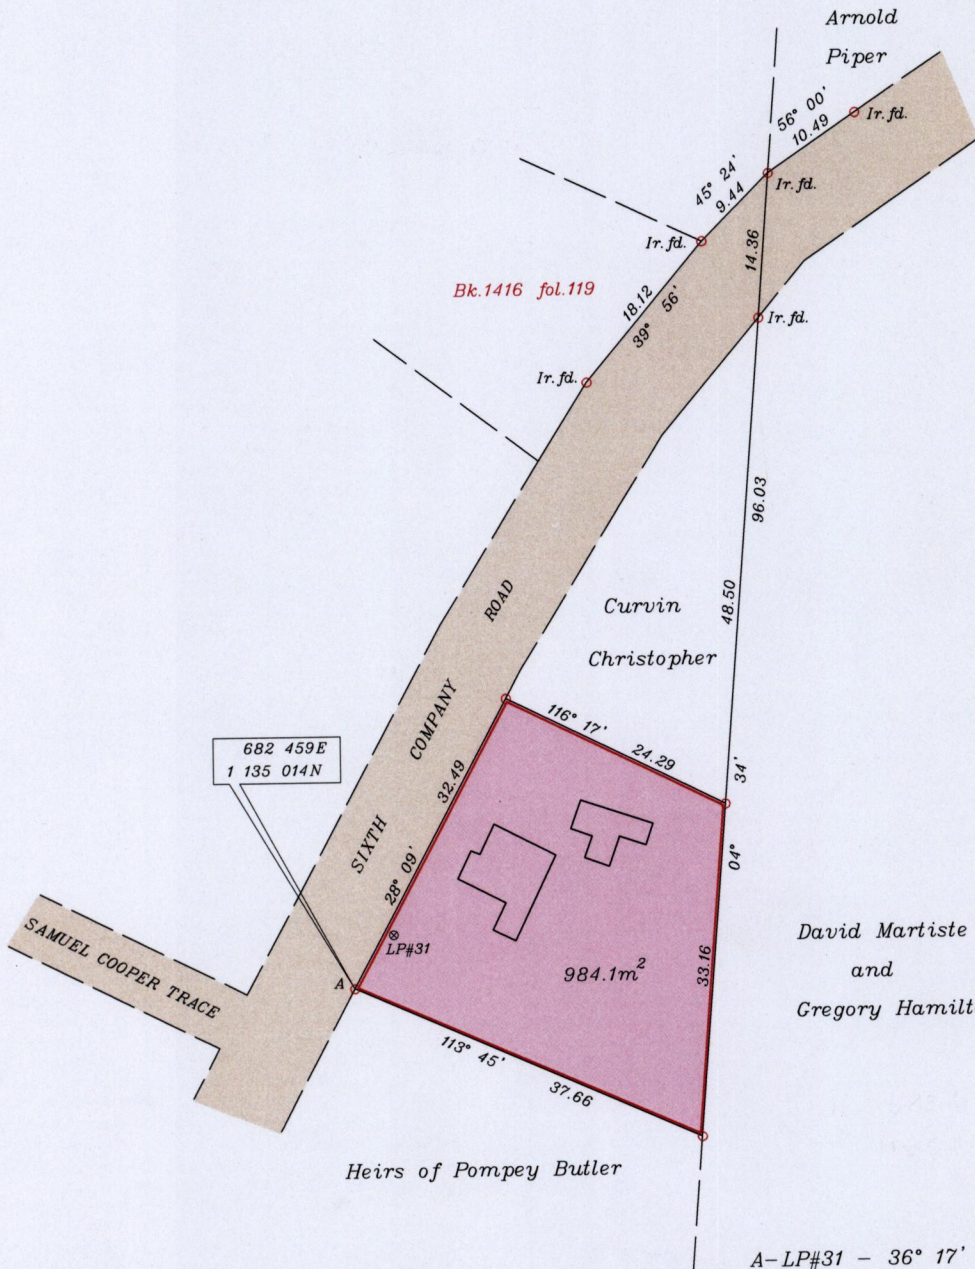 Arnold
Piper
56° 00'
10.49
Ir. fd.
45° 24'
9.44
Ir. fd.
Ir. fd.
14.36
Bk.1416 fol.119
18.12
39° 56'
Ir. fd.
Ir. fd.
96.03
48.50
Curvin
Christopher
SIXTH COMPANY ROAD
116° 17' 24.29
04° 34'
682 459E
1 135 014N
32.49
28° 09'
LP#31
A
984.1m²
33.16
SAMUEL COOPER TRACE
David Martiste
and
Gregory Hamilt
113° 45' 37.66
Heirs of Pompey Butler
A-LP#31 - 36° 17'